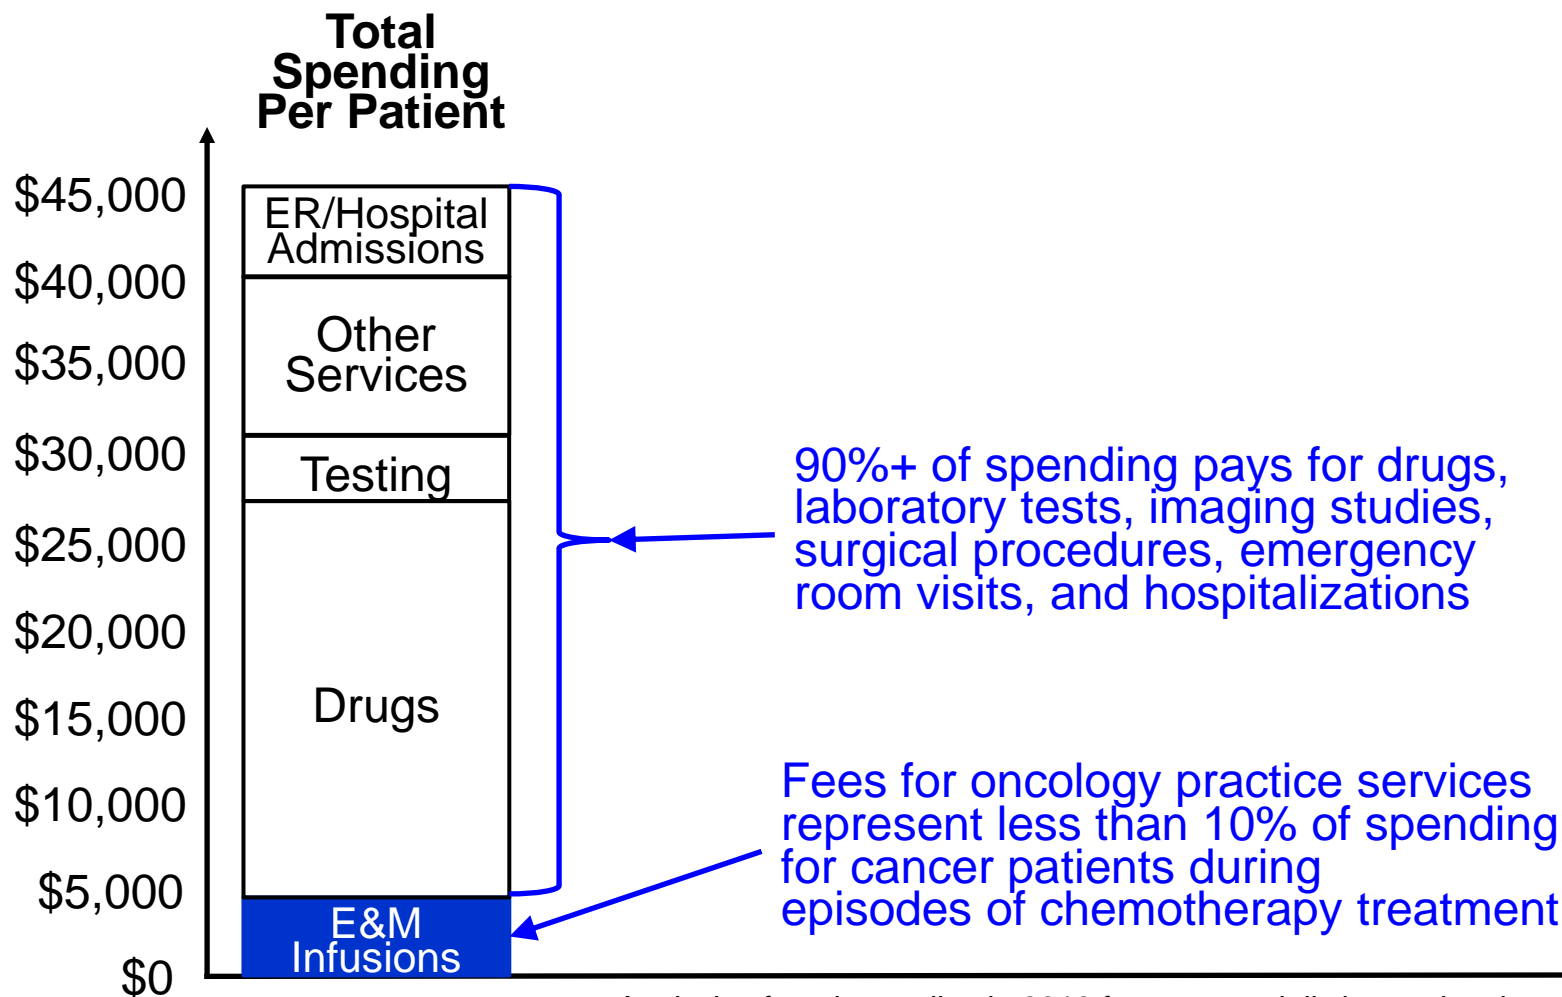 Total
Spending
Per Patient
$45,000
$40,000
$35,000
$30,000
$25,000
$20,000
$15,000
$10,000
$5,000
$0
ER/Hospital
Admissions
Other
Services
Testing
Drugs
E&M
Infusions
90%+ of spending pays for drugs,
laboratory tests, imaging studies,
surgical procedures, emergency
room visits, and hospitalizations
Fees for oncology practice services
represent less than 10% of spending
for cancer patients during
episodes of chemotherapy treatment